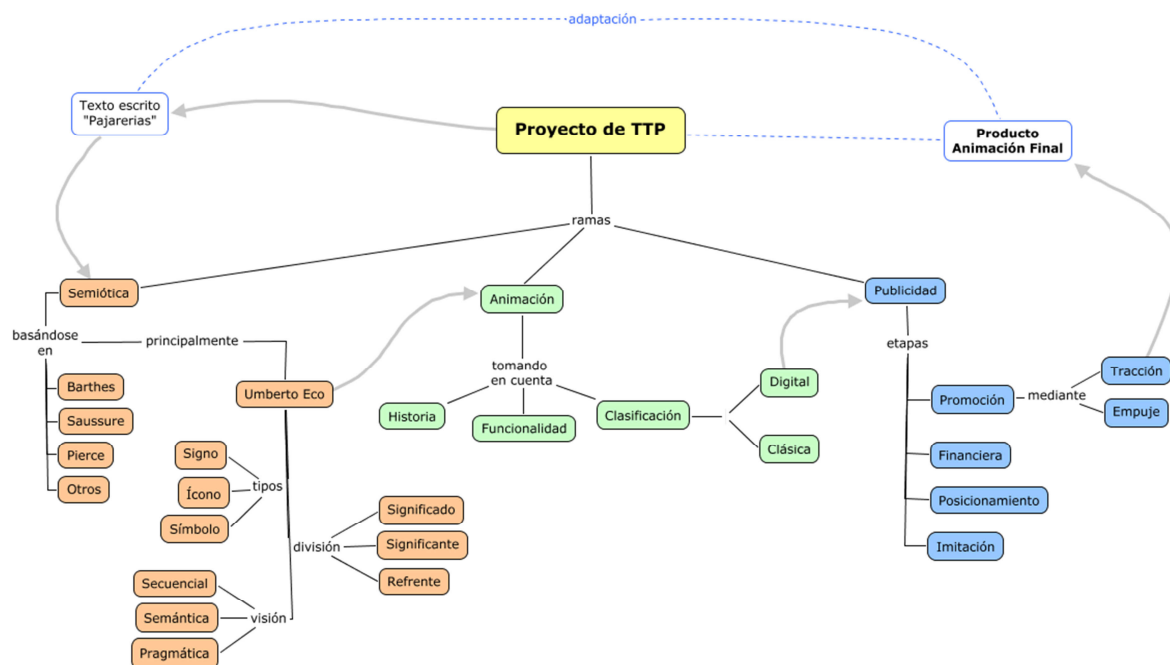 adaptación
Texto escrito
"Pajarerias"
Proyecto de TTP
Producto
Animación Final
ramas
Semiótica
Animación
Publicidad
basándose
en
principalmente
tomando
en cuenta
etapas
Barthes
Saussure
Pierce
Otros
Umberto Eco
Historia
Funcionalidad
Clasificación
Digital
Clásica
Promoción
mediante
Tracción
Empuje
Financiera
Posicionamiento
Imitación
Signo
Ícono
Símbolo
tipos
división
Significado
Significante
Refrente
Secuencial
Semántica
Pragmática
visión